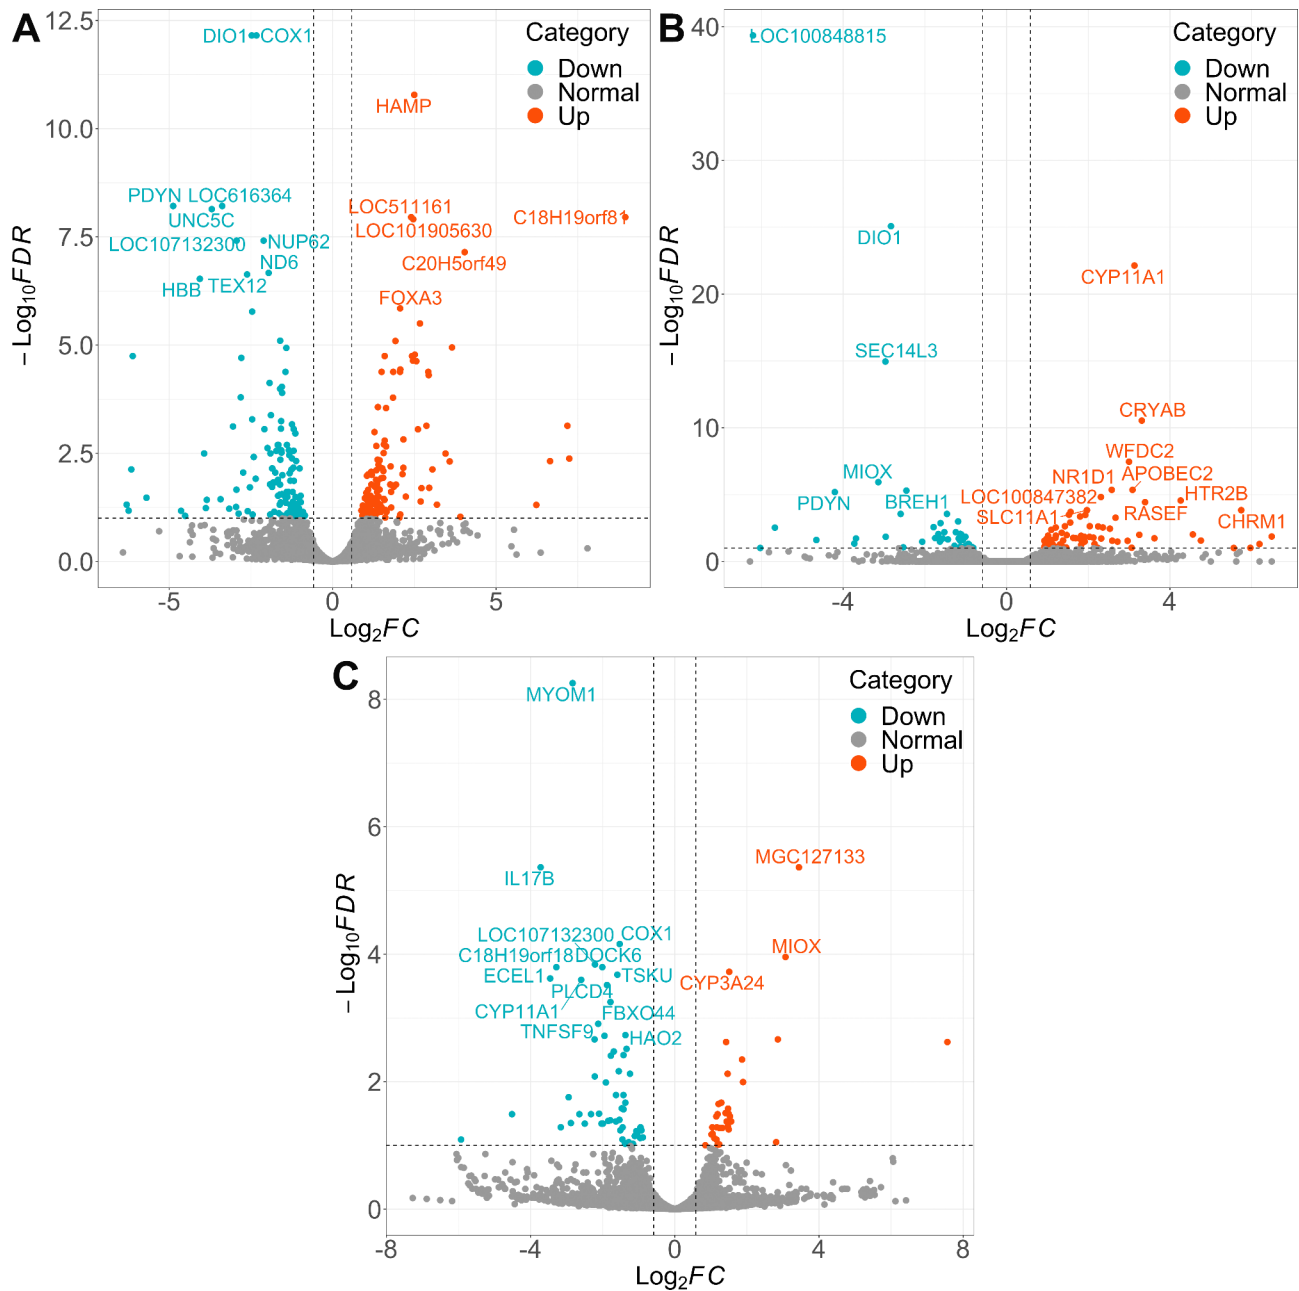 A
12.5
10.0
7.5
5.0
2.5
0.0
-5
0
5
Log2FC
−Log10FDR
DIO1 COX1
HAMP
PDYN LOC616364
UNC5C
LOC107132300 NUP62
ND6
HBB TEX12
LOC511161
C18H19orf81
LOC101905630
C20H5orf49
FOXA3
Category
Down
Normal
Up
B
40
30
20
10
0
-4
0
4
Log2FC
−Log10FDR
LOC100848815
DIO1
CYP11A1
SEC14L3
CRYAB
WFDC2
MIOX
NR1D1 APOBEC2
PDYN BREH1 LOC100847382 HTR2B
SLC11A1 RASEF
CHRM1
Category
Down
Normal
Up
C
8
6
4
2
0
-8
-4
0
4
8
Log2FC
−Log10FDR
MYOM1
IL17B
MGC127133
LOC107132300 COX1
C18H19orf18 DOCK6
MIOX
ECEL1 TSKU
CYP3A24
PLCD4
CYP11A1 FBXO44
TNFSF9 HAO2
Category
Down
Normal
Up